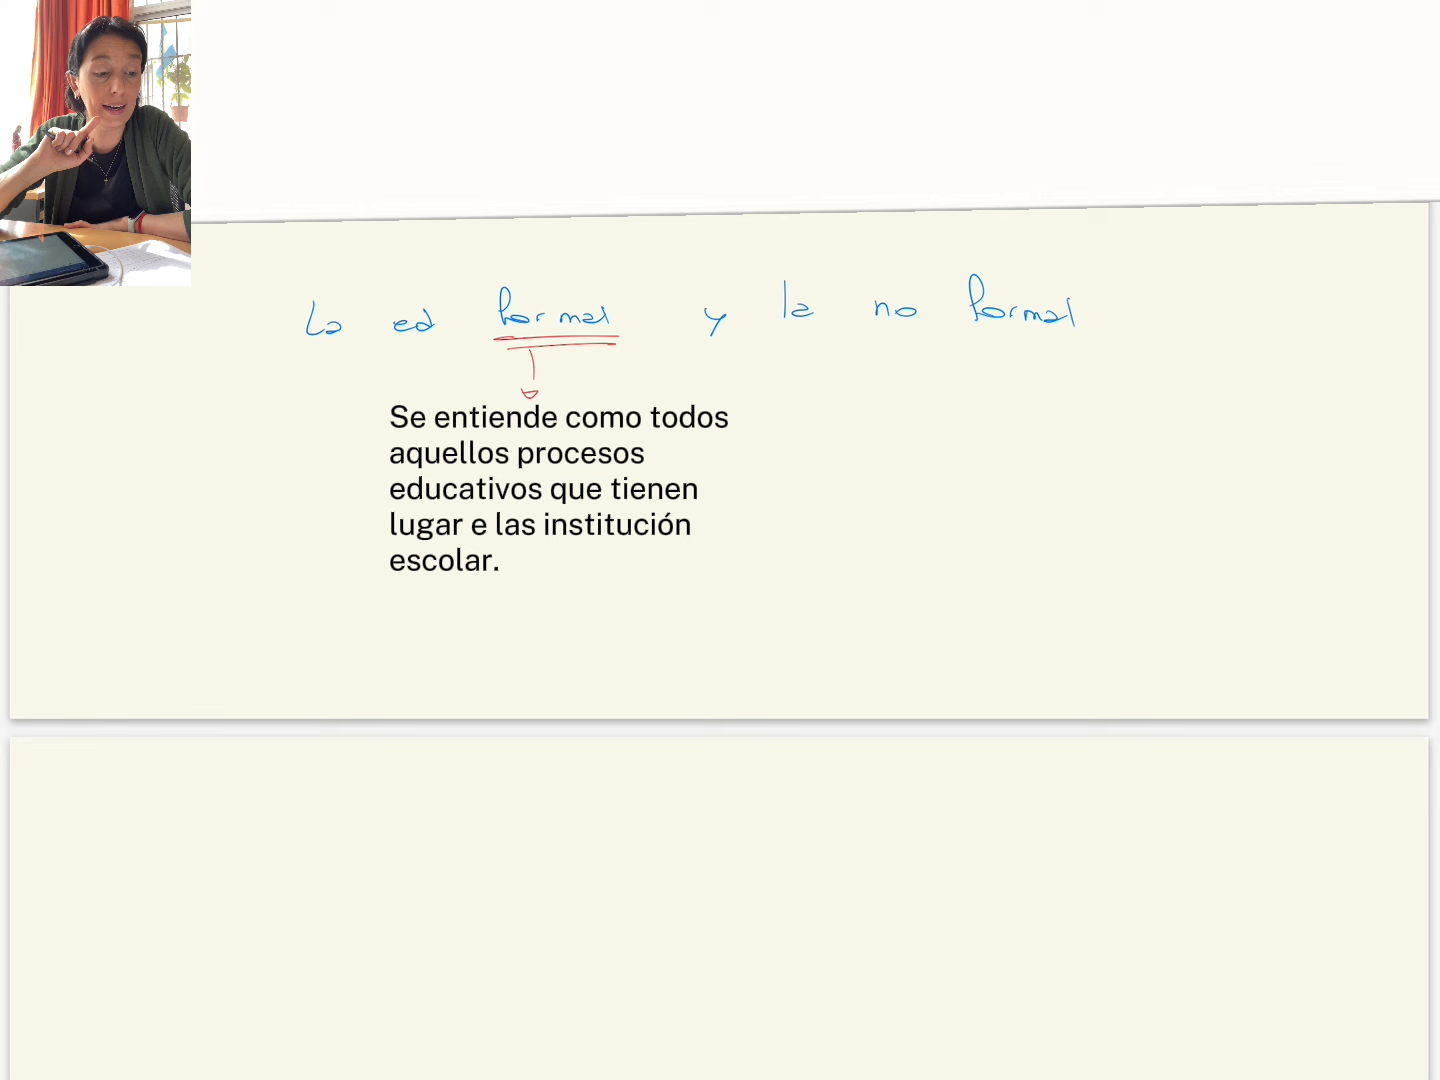 La ed formal y la no formal
Se entiende como todos
aquellos procesos
educativos que tienen
lugar e las institución
escolar.